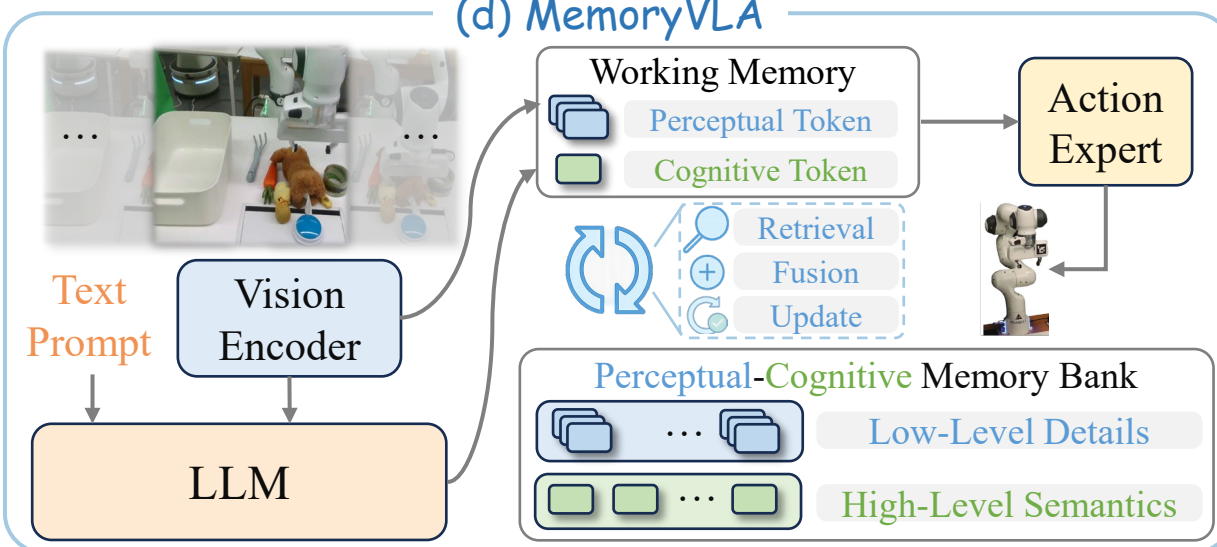 (d) MemoryVLA
...
...
Working Memory
Perceptual Token
Cognitive Token
Action
Expert
Retrieval
Fusion
Update
Text
Prompt
Vision
Encoder
LLM
Perceptual-Cognitive Memory Bank
...
Low-Level Details
...
High-Level Semantics